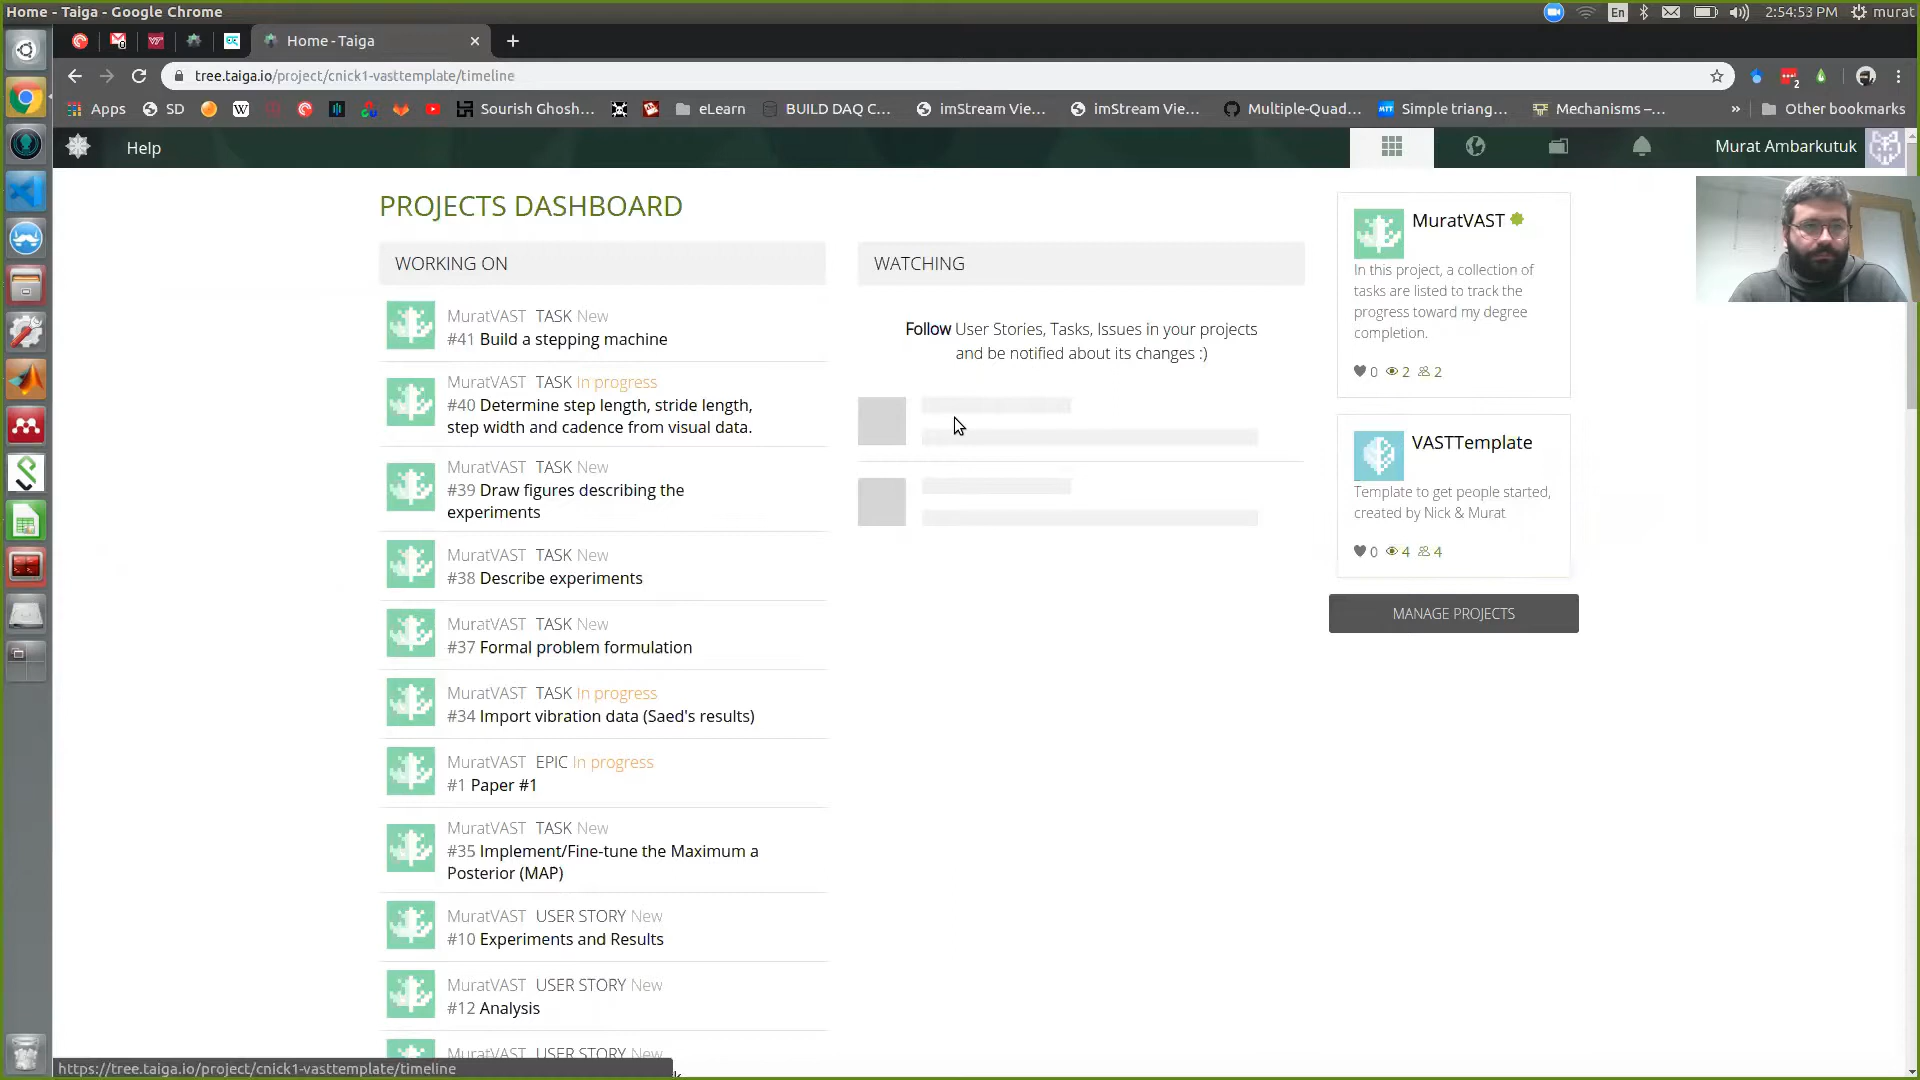 Home - Taiga - Google Chrome
En
2:54:53 PM
murat
Home - Taiga
tree.taiga.io/project/cnick1-vasttemplate/timeline
Apps
SD
Sourish Ghosh...
eLearn
BUILD DAQ C...
imStream Vie...
imStream Vie...
Multiple-Quad...
Simple triang...
Mechanisms –...
»
Other bookmarks
Help
Murat Ambarkutuk
PROJECTS DASHBOARD
WORKING ON
MuratVAST TASK New
#41 Build a stepping machine
MuratVAST TASK In progress
#40 Determine step length, stride length,
step width and cadence from visual data.
MuratVAST TASK New
#39 Draw figures describing the
experiments
MuratVAST TASK New
#38 Describe experiments
MuratVAST TASK New
#37 Formal problem formulation
MuratVAST TASK In progress
#34 Import vibration data (Saed's results)
MuratVAST EPIC In progress
#1 Paper #1
MuratVAST TASK New
#35 Implement/Fine-tune the Maximum a
Posterior (MAP)
MuratVAST USER STORY New
#10 Experiments and Results
MuratVAST USER STORY New
#12 Analysis
MuratVAST USER STORY New
WATCHING
Follow User Stories, Tasks, Issues in your projects
and be notified about its changes :)
MuratVAST
In this project, a collection of
tasks are listed to track the
progress toward my degree
completion.
0 2 2
VASTTemplate
Template to get people started,
created by Nick & Murat
0 4 4
MANAGE PROJECTS
https://tree.taiga.io/project/cnick1-vasttemplate/timeline